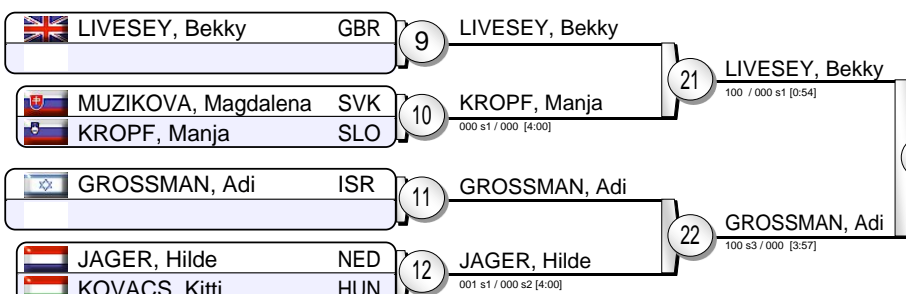 LIVESEY, Bekky GBR
9
LIVESEY, Bekky
21
LIVESEY, Bekky
100 / 000 s1 [0:54]
MUZIKOVA, Magdalena SVK
KROPF, Manja SLO
10
KROPF, Manja
000 s1 / 000 [4:00]
GROSSMAN, Adi ISR
11
GROSSMAN, Adi
22
GROSSMAN, Adi
100 s3 / 000 [3:57]
JAGER, Hilde NED
KOVACS, Kitti HUN
12
JAGER, Hilde
001 s1 / 000 s2 [4:00]